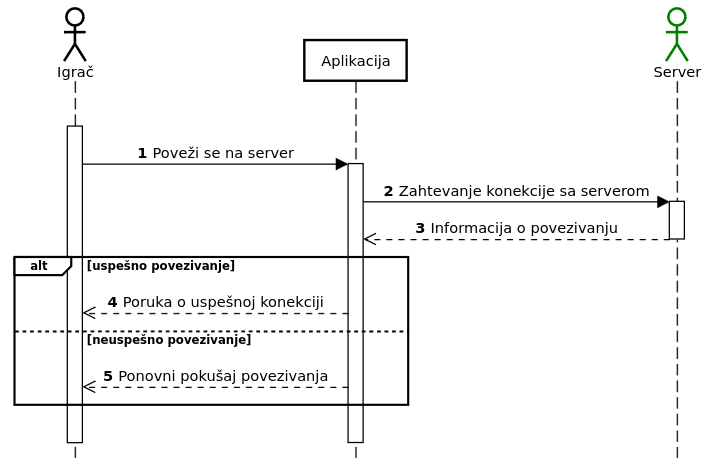 Igrač
Aplikacija
Server
1 Poveži se na server
2 Zahtevanje konekcije sa serverom
3 Informacija o povezivanju
alt
[uspešno povezivanje]
4 Poruka o uspešnoj konekciji
[neuspešno povezivanje]
5 Ponovni pokušaj povezivanja